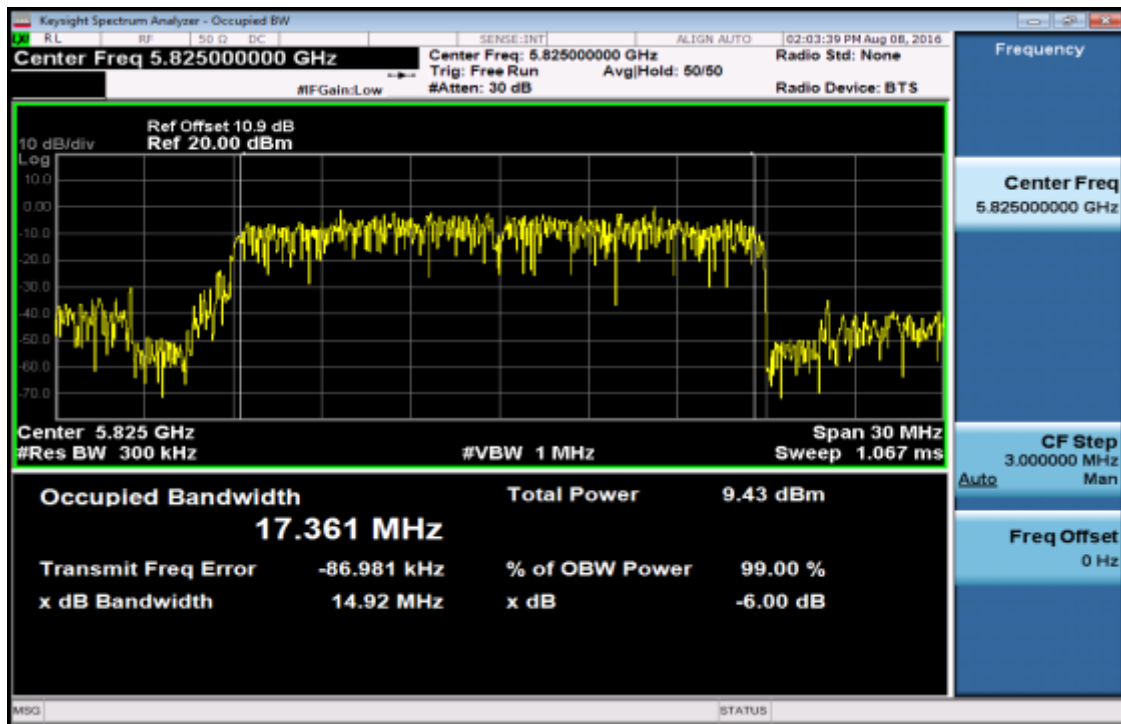 Keysight Spectrum Analyzer - Occupied BW
RL RF 50 Ω DC SENSE:INT ALIGN AUTO 02:03:39 PM Aug 08, 2016
Center Freq 5.825000000 GHz
Center Freq: 5.825000000 GHz Radio Std: None
Trig: Free Run Avg|Hold: 50/50
#IFGain:Low #Atten: 30 dB Radio Device: BTS
Ref Offset 10.9 dB
10 dB/div Ref 20.00 dBm
Log
10.0
0.00
-10.0
-20.0
-30.0
-40.0
-50.0
-60.0
-70.0
Center 5.825 GHz Span 30 MHz
#Res BW 300 kHz #VBW 1 MHz Sweep 1.067 ms
Occupied Bandwidth Total Power 9.43 dBm
17.361 MHz
Transmit Freq Error -86.981 kHz % of OBW Power 99.00 %
x dB Bandwidth 14.92 MHz x dB -6.00 dB
MSG STATUS
Frequency
Center Freq
5.825000000 GHz
CF Step
3.000000 MHz
Auto Man
Freq Offset
0 Hz